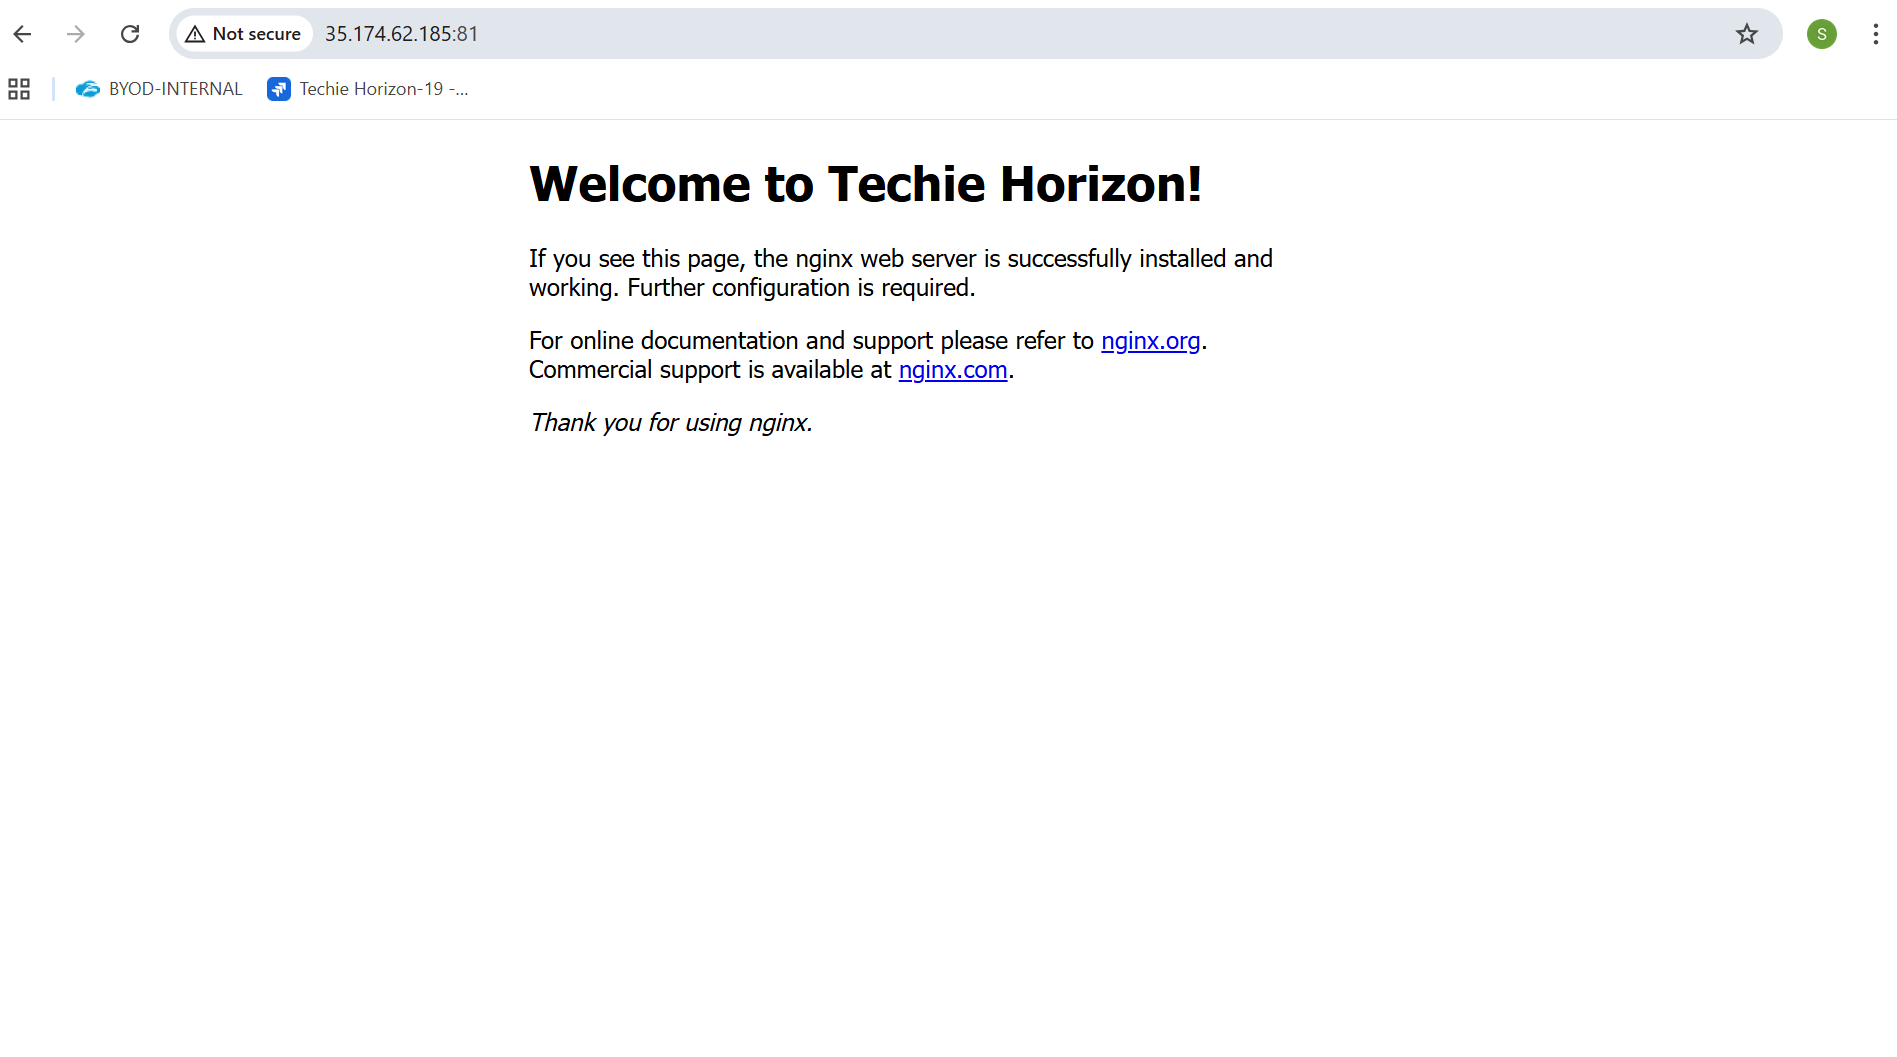 Not secure
35.174.62.185:81
S
BYOD-INTERNAL
Techie Horizon-19 -...
Welcome to Techie Horizon!
If you see this page, the nginx web server is successfully installed and
working. Further configuration is required.
For online documentation and support please refer to nginx.org.
Commercial support is available at nginx.com.
Thank you for using nginx.